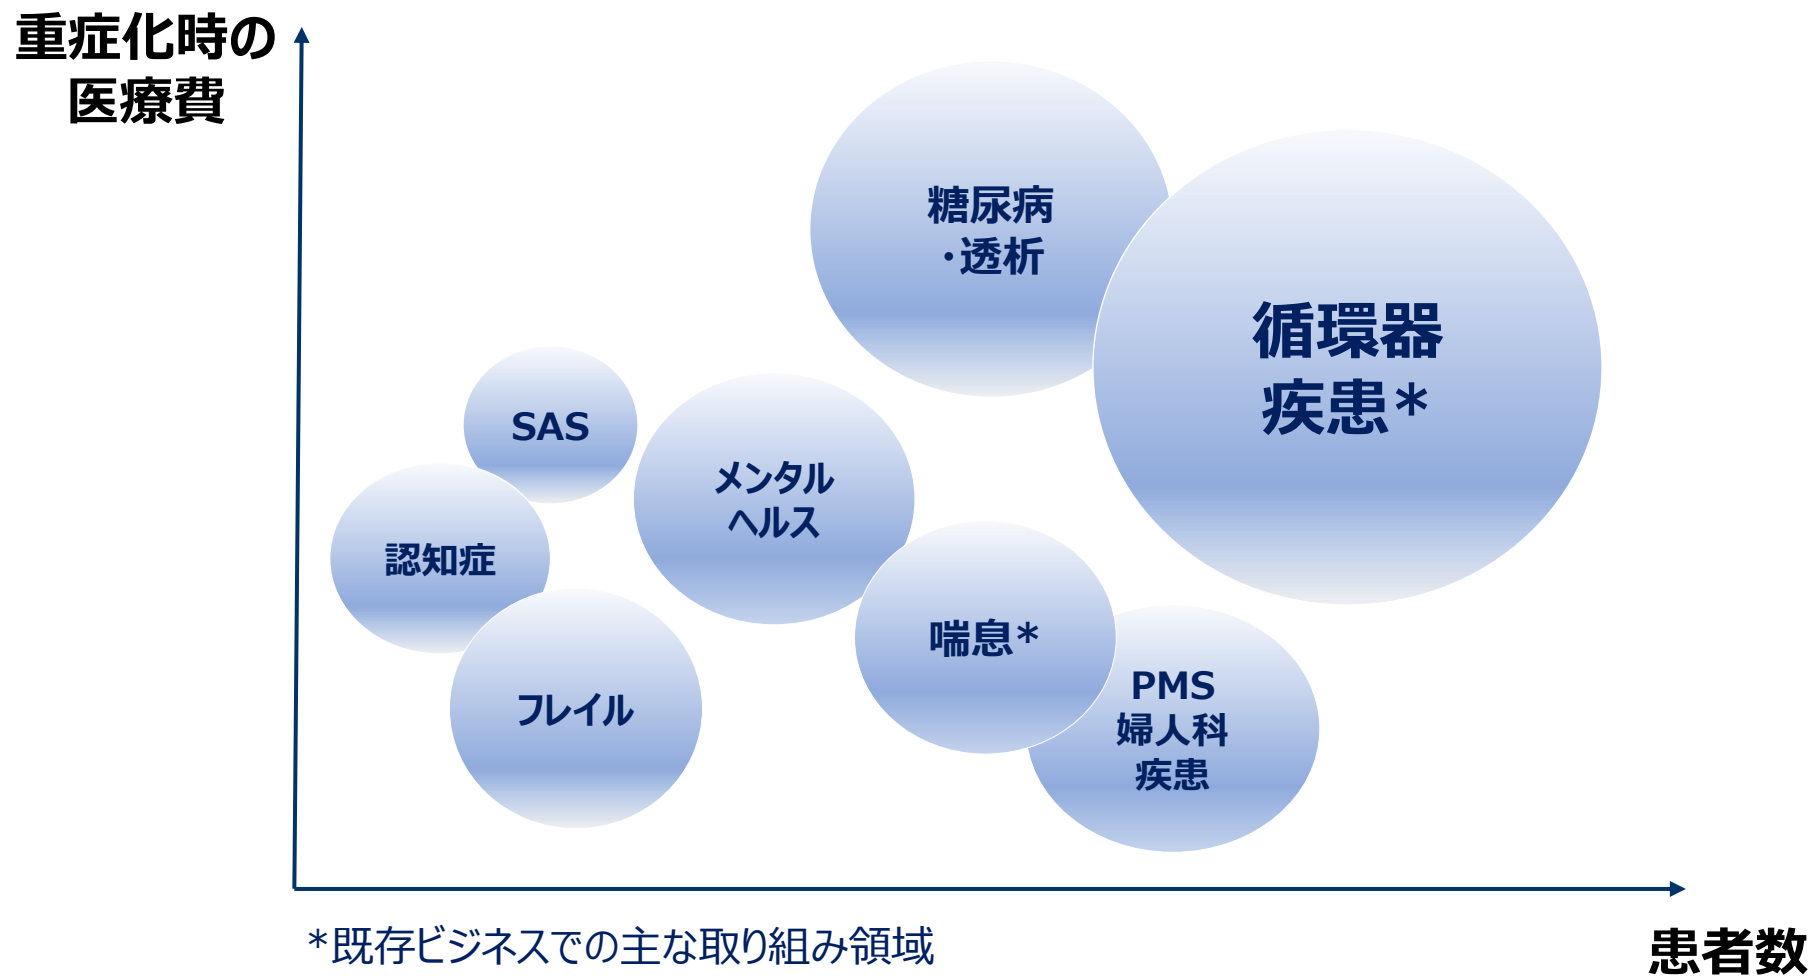 重症化時の
医療費
糖尿病
・透析
循環器
疾患*
SAS
メンタル
ヘルス
認知症
喘息*
フレイル
PMS
婦人科
疾患
*既存ビジネスでの主な取り組み領域
患者数